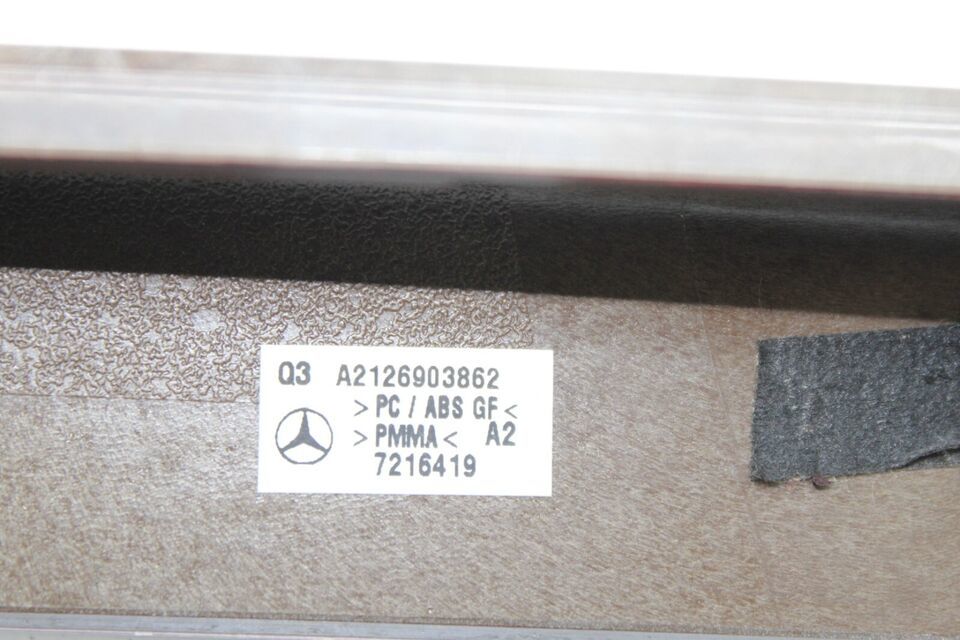 Q3 A2126903862
>PC / ABS GF<
>PMMA< A2
7216419